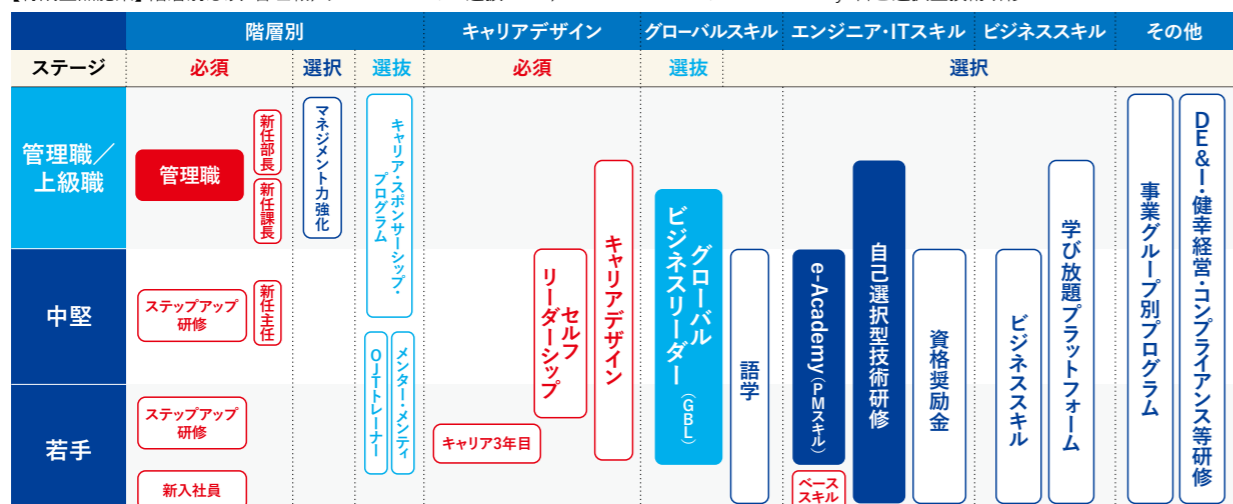 階層別
キャリアデザイン
グローバルスキル
エンジニア・ITスキル
ビジネススキル
その他
ステージ
必須
選択
選抜
必須
選抜
選択
管理職／
上級職
中堅
若手
管理職
新任部長
新任課長
マネジメント力強化
キャリア・スポンサーシップ・
プログラム
ステップアップ
研修
新任主任
ステップアップ
研修
新入社員
メンター・メンティ
OJTトレーナー
キャリア3年目
セルフ
リーダーシップ
キャリアデザイン
グローバル
ビジネスリーダー（GBL）
語学
e-Academy（PMスキル）
ベース
スキル
自己選択型技術研修
資格奨励金
ビジネススキル
学び放題プラットフォーム
事業グループ別プログラム
DE&I・健幸経営・コンプライアンス等研修